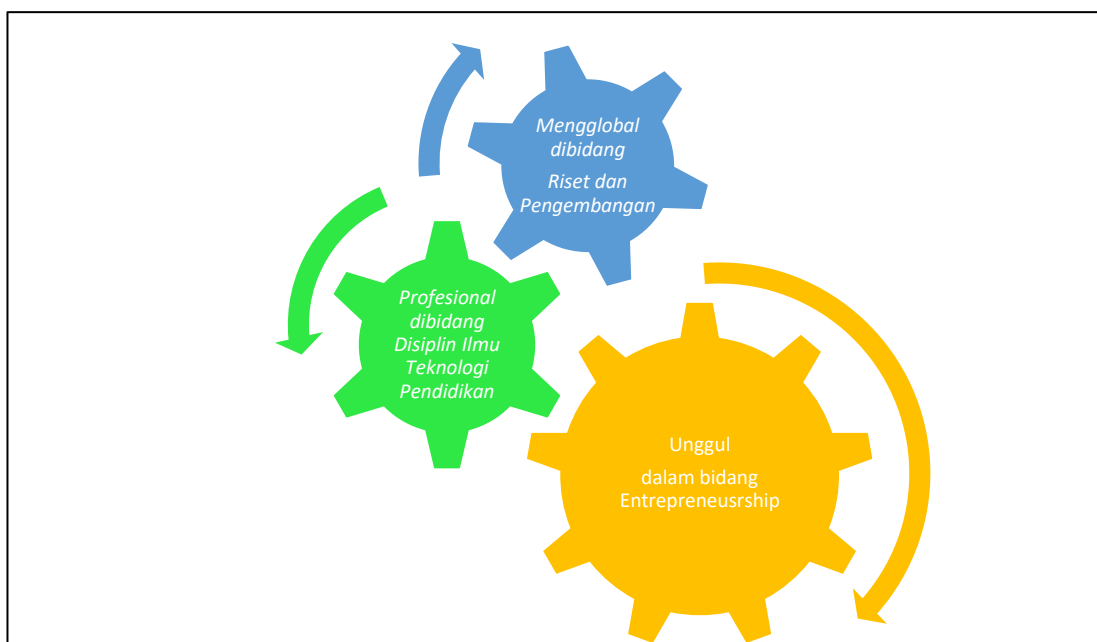 Mengglobal
dibidang
Riset dan
Pengembangan
Profesional
dibidang
Disiplin Ilmu
Teknologi
Pendidikan
Unggul
dalam bidang
Entrepreneusrship